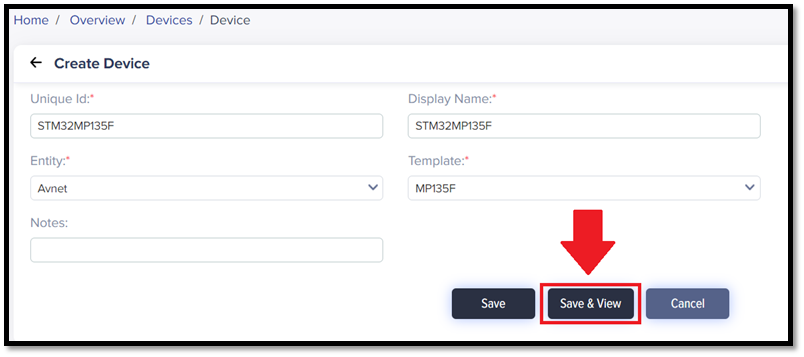 Home / Overview / Devices / Device
← Create Device
Unique Id:* Display Name:*
STM32MP135F STM32MP135F
Entity:* Template:*
Avnet MP135F
Notes:
Save Save & View Cancel